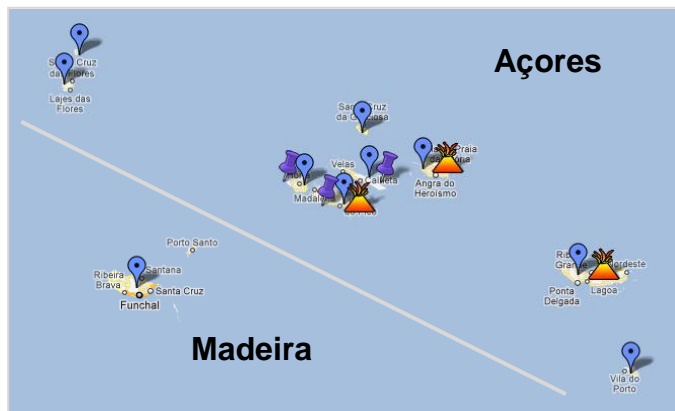 Açores
Santa Cruz
das Flores
Lajes das
Flores
Santa Cruz
da Graciosa
Velas
Calheta
Madalena
Praia
da Vitória
Angra do
Heroísmo
Porto Santo
Santana
Ribeira
Brava
Santa Cruz
Funchal
Ribeira
Grande
Nordeste
Ponta
Delgada
Lagoa
Vila do
Porto
Madeira